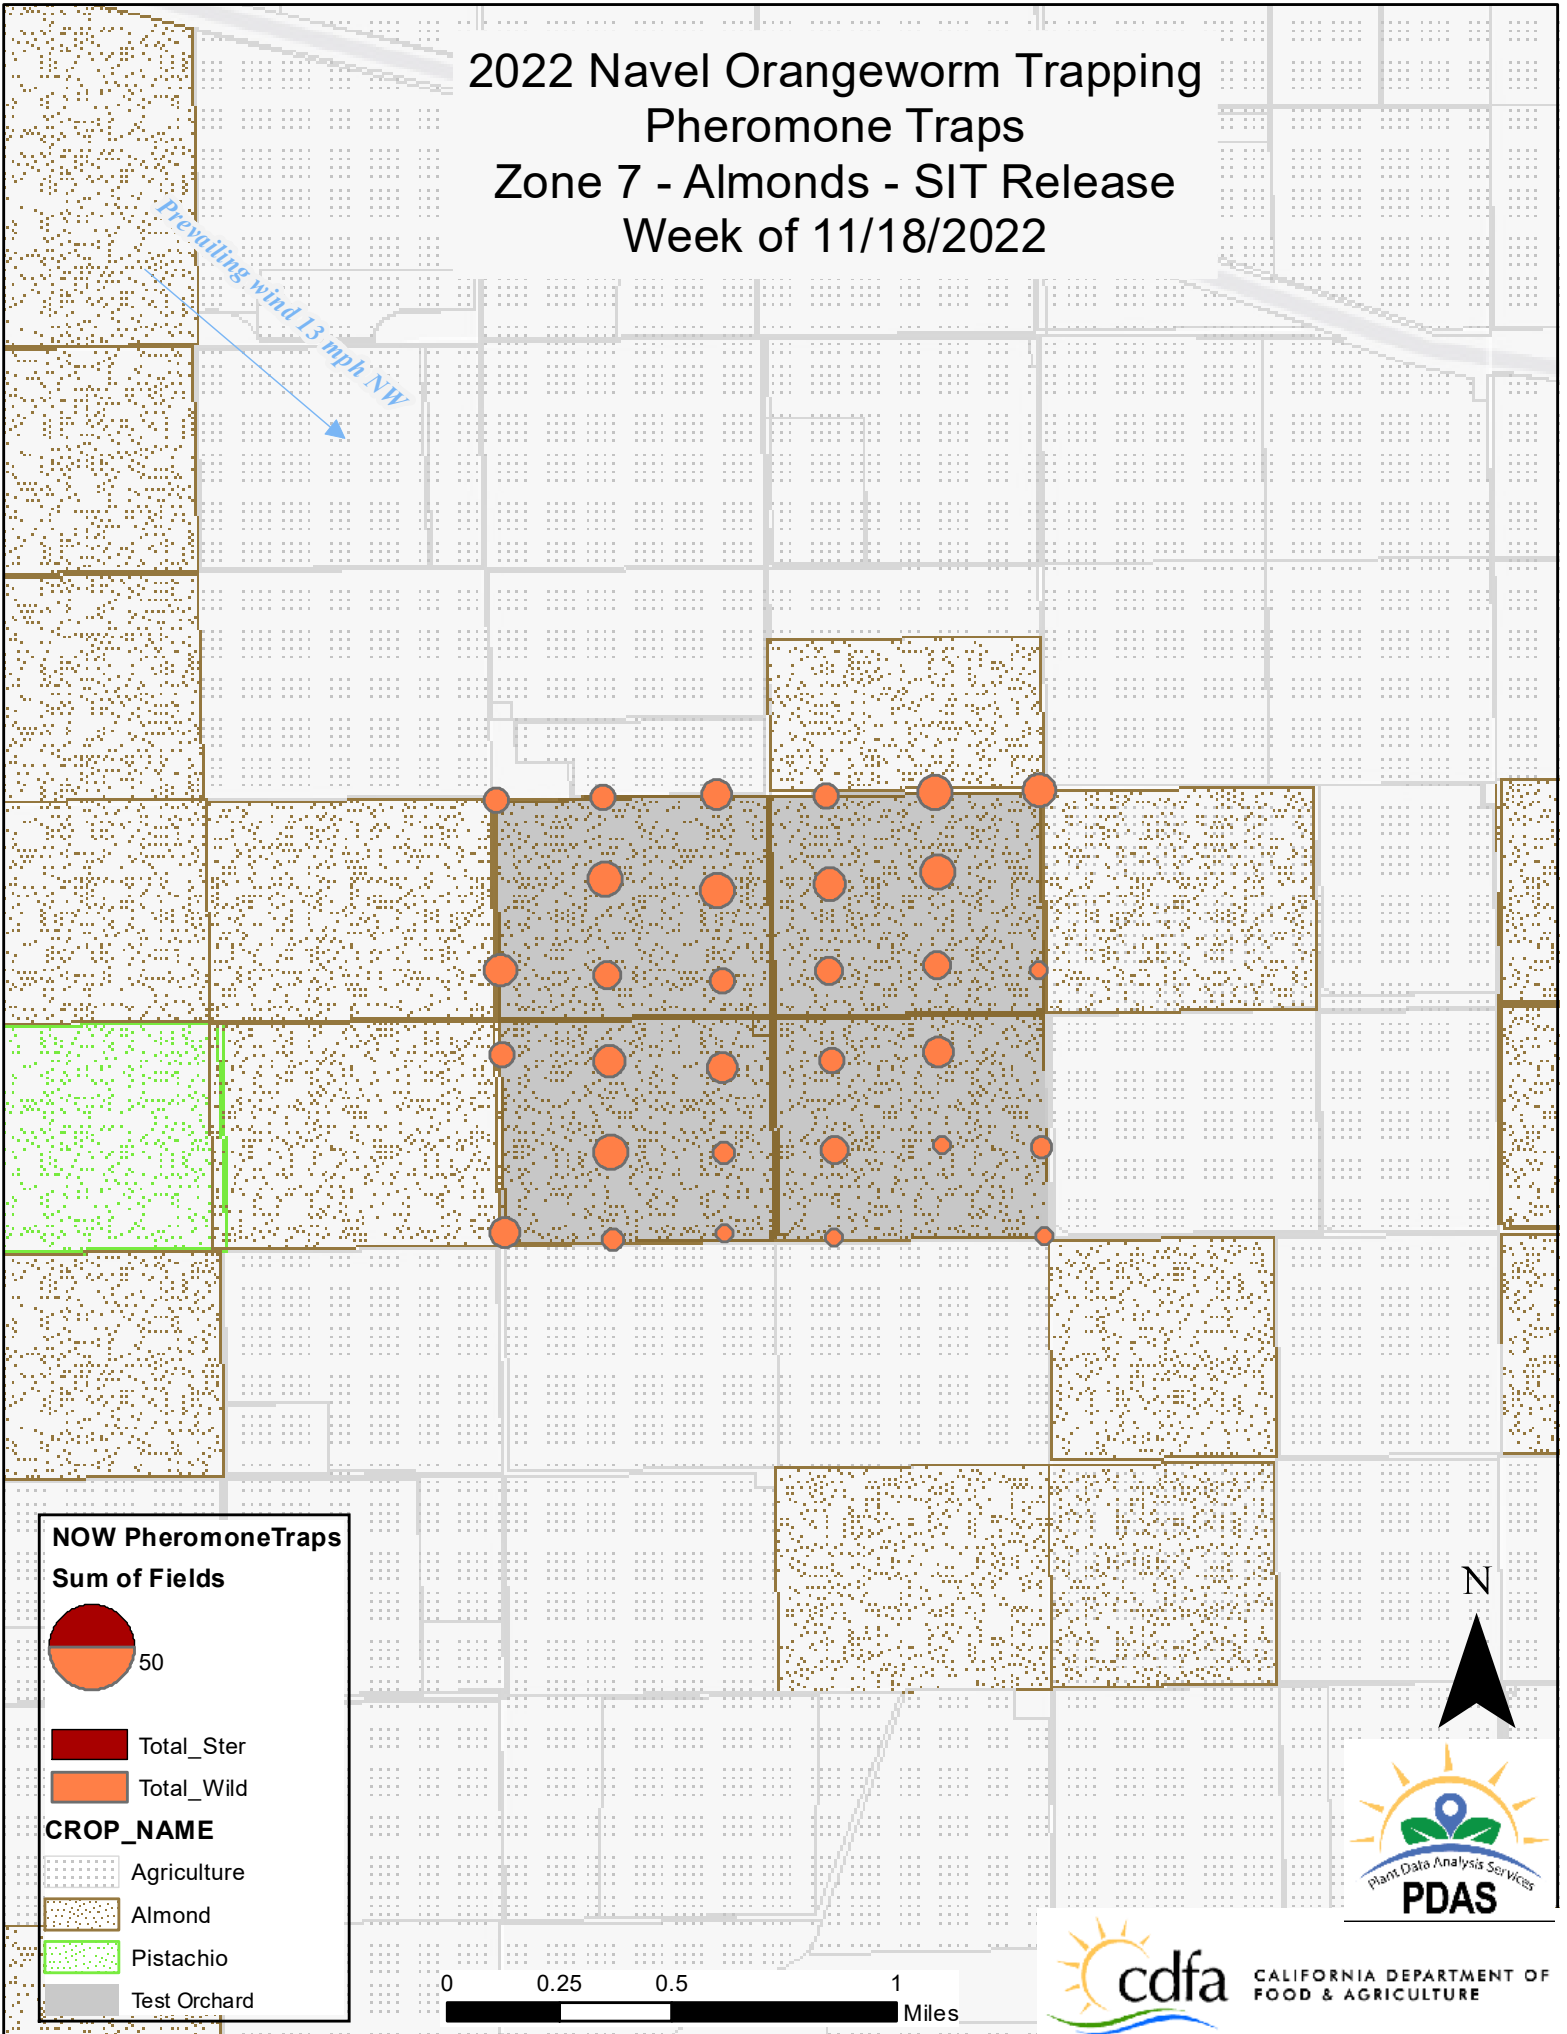 2022 Navel Orangeworm Trapping
Pheromone Traps
Zone 7 - Almonds - SIT Release
Week of 11/18/2022
Prevailing wind 13 mph NW
NOW PheromoneTraps
Sum of Fields
50
Total_Ster
Total_Wild
CROP_NAME
Agriculture
Almond
Pistachio
Test Orchard
0 0.25 0.5 1
Miles
N
Plant Data Analysis Services
PDAS
cdfa
CALIFORNIA DEPARTMENT OF
FOOD & AGRICULTURE